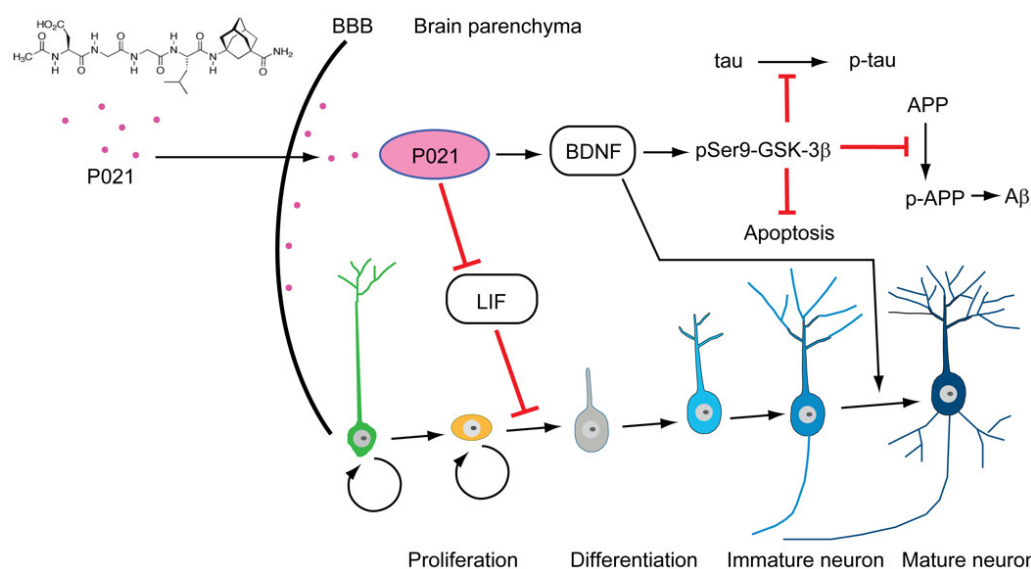 BBB
Brain parenchyma
HO₂C
H₃C
O
N
H
O
H
N
O
N
H
O
H
N
O
N
H
O
NH₂
tau
p-tau
APP
P021
P021
BDNF
pSer9-GSK-3β
p-APP
Aβ
Apoptosis
LIF
Proliferation
Differentiation
Immature neuron
Mature neuron